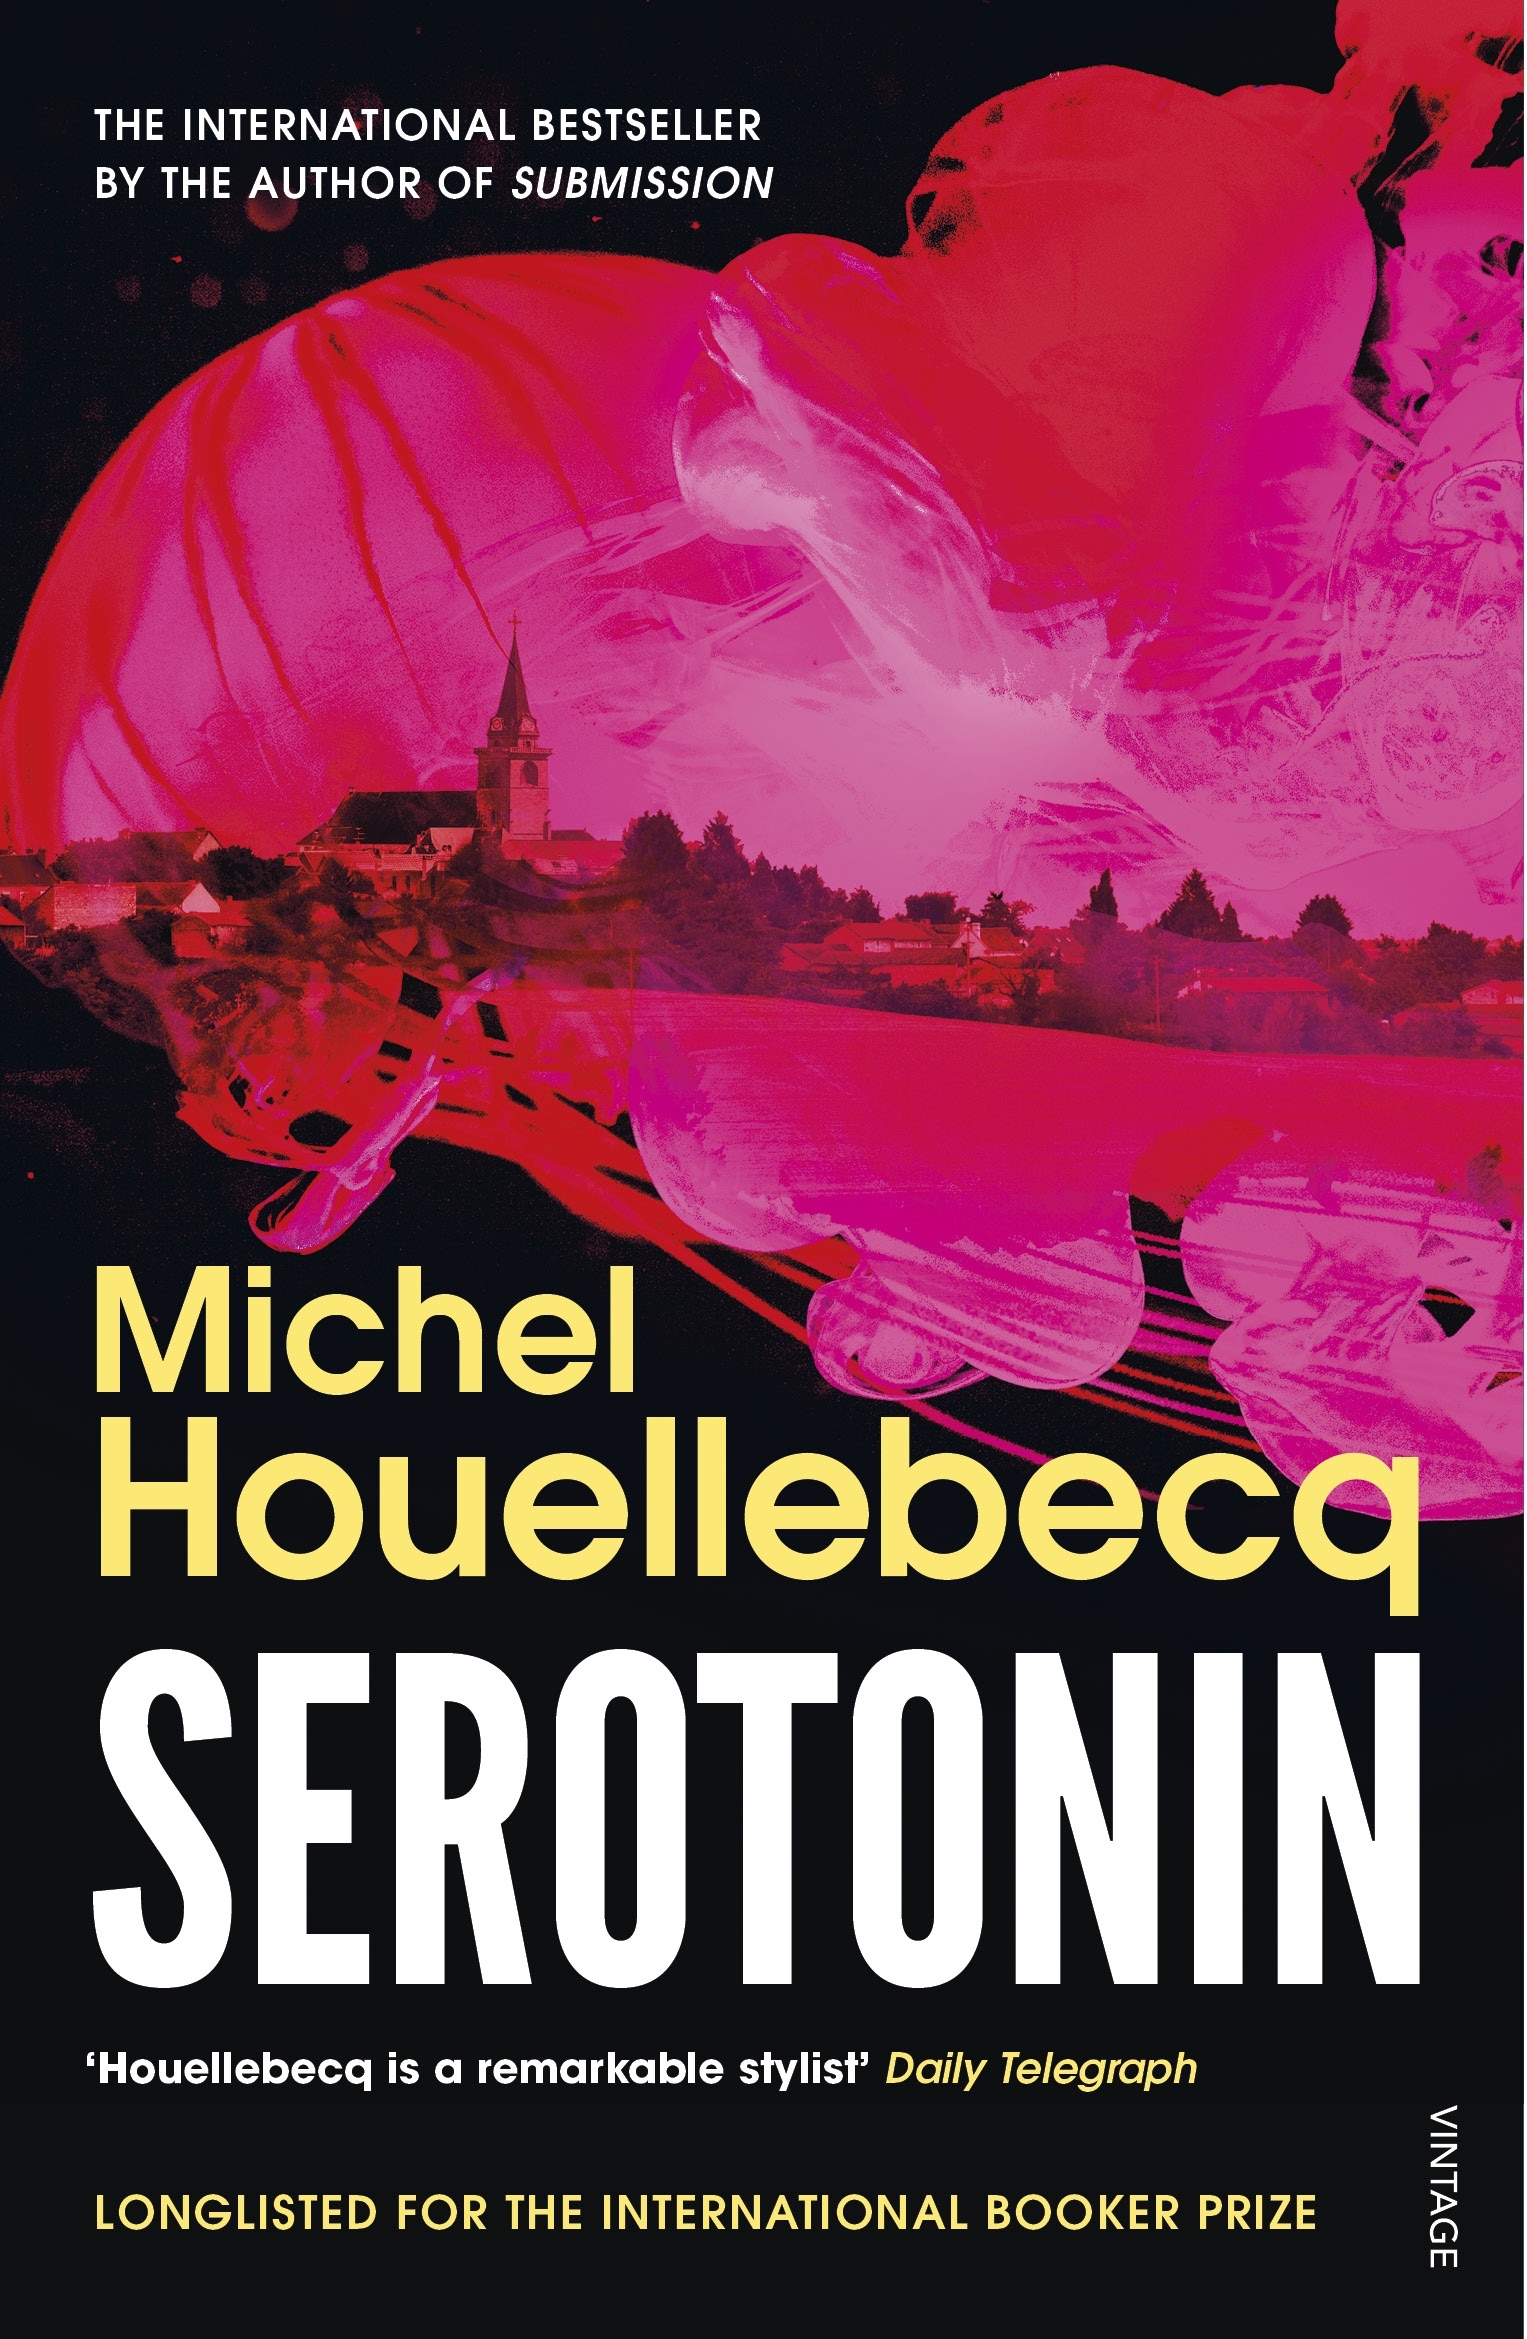 THE INTERNATIONAL BESTSELLER
BY THE AUTHOR OF SUBMISSION
Michel
Houellebecq
SEROTONIN
‘Houellebecq is a remarkable stylist’ Daily Telegraph
LONGLISTED FOR THE INTERNATIONAL BOOKER PRIZE
VINTAGE